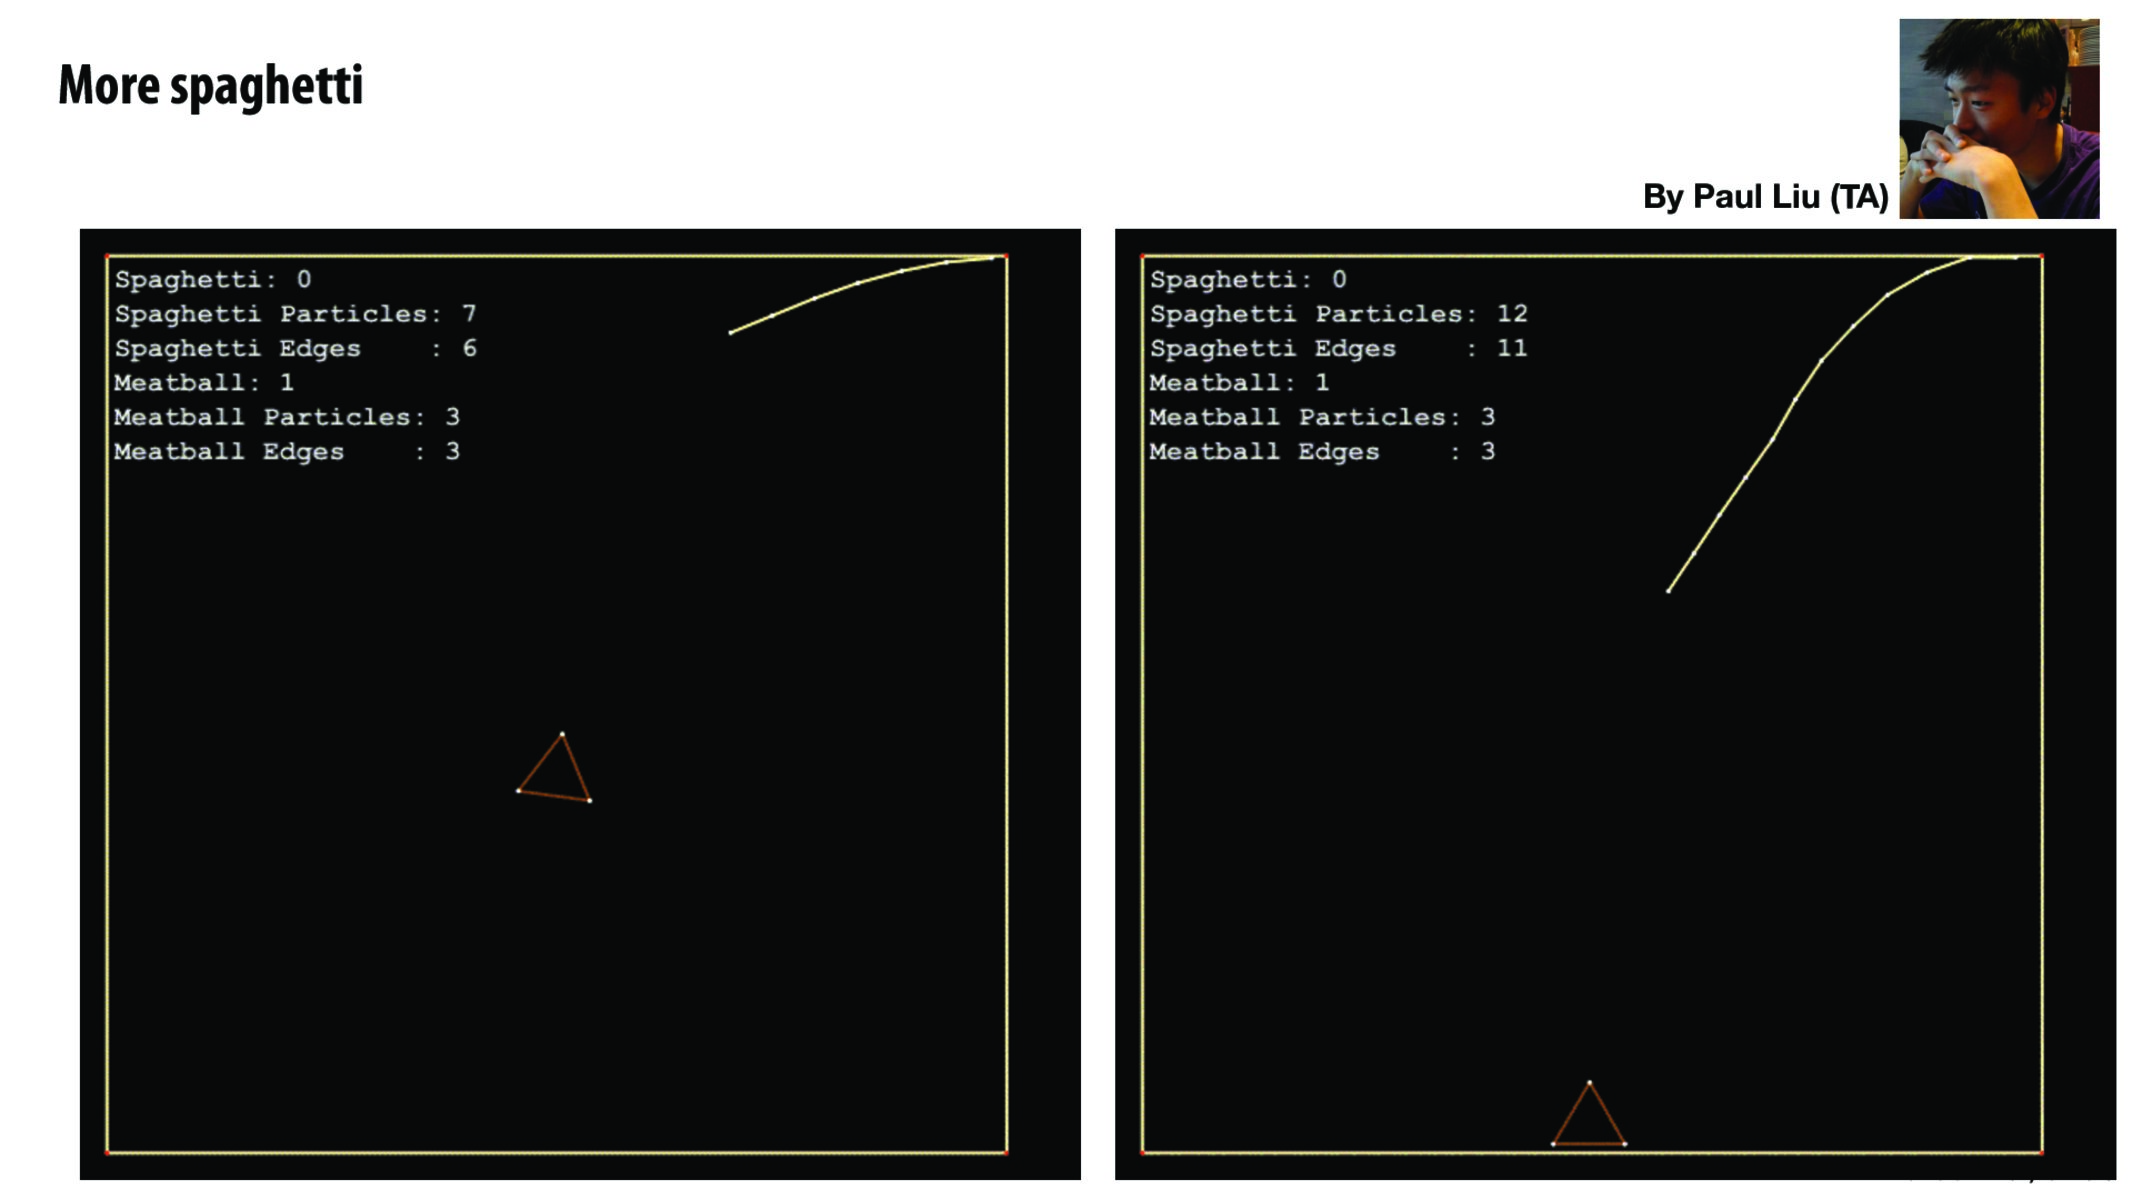 More spaghetti
By Paul Liu (TA)
Spaghetti: 0
Spaghetti Particles: 7
Spaghetti Edges    : 6
Meatball: 1
Meatball Particles: 3
Meatball Edges    : 3
Spaghetti: 0
Spaghetti Particles: 12
Spaghetti Edges    : 11
Meatball: 1
Meatball Particles: 3
Meatball Edges    : 3